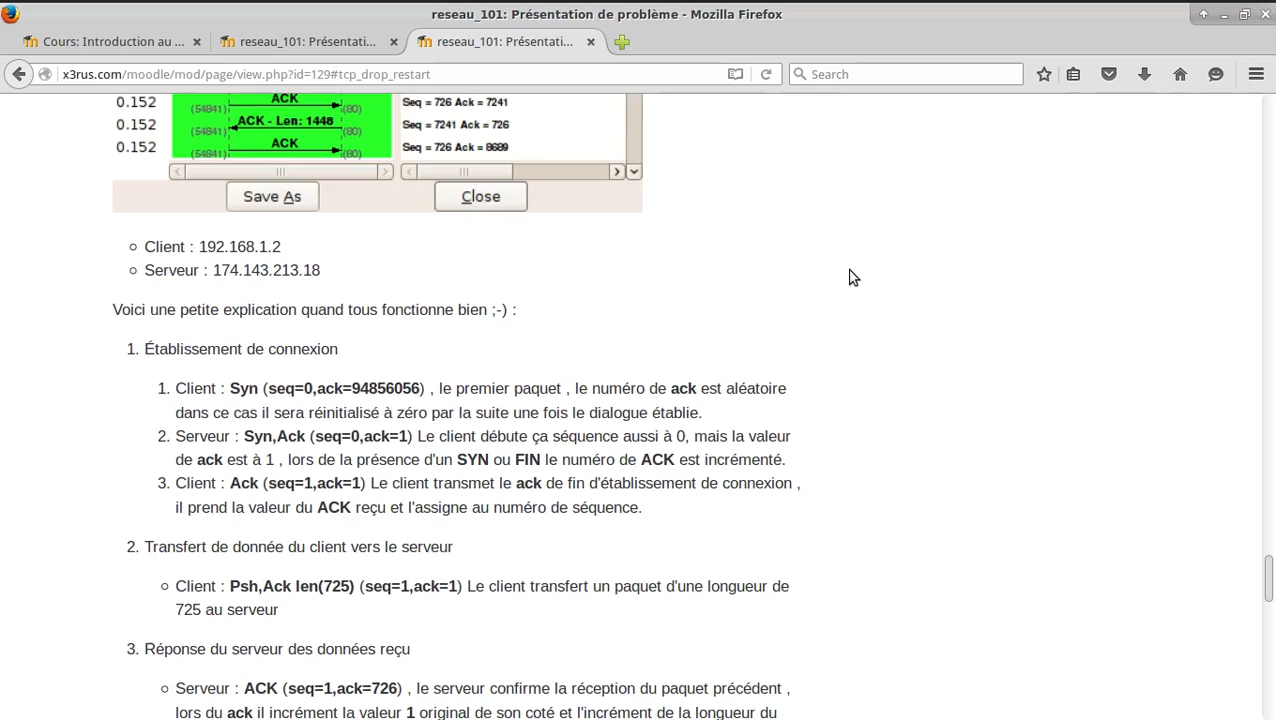 reseau_101: Présentation de problème - Mozilla Firefox
Cours: Introduction au ... reseau_101: Présentati... reseau_101: Présentati...
x3rus.com/moodle/mod/page/view.php?id=129#tcp_drop_restart Search
0.152 ACK (54841) (80) Seq = 726 Ack = 7241
0.152 ACK - Len: 1448 (54841) (80) Seq = 7241 Ack = 726
0.152 ACK (54841) (80) Seq = 726 Ack = 8689
Save As Close
Client : 192.168.1.2
Serveur : 174.143.213.18
Voici une petite explication quand tous fonctionne bien ;-) :
1. Établissement de connexion
1. Client : Syn (seq=0,ack=94856056) , le premier paquet , le numéro de ack est aléatoire
dans ce cas il sera réinitialisé à zéro par la suite une fois le dialogue établie.
2. Serveur : Syn,Ack (seq=0,ack=1) Le client débute ça séquence aussi à 0, mais la valeur
de ack est à 1 , lors de la présence d'un SYN ou FIN le numéro de ACK est incrémenté.
3. Client : Ack (seq=1,ack=1) Le client transmet le ack de fin d'établissement de connexion ,
il prend la valeur du ACK reçu et l'assigne au numéro de séquence.
2. Transfert de donnée du client vers le serveur
Client : Psh,Ack len(725) (seq=1,ack=1) Le client transfert un paquet d'une longueur de
725 au serveur
3. Réponse du serveur des données reçu
Serveur : ACK (seq=1,ack=726) , le serveur confirme la réception du paquet précédent ,
lors du ack il incrément la valeur 1 original de son coté et l'incrément de la longueur du